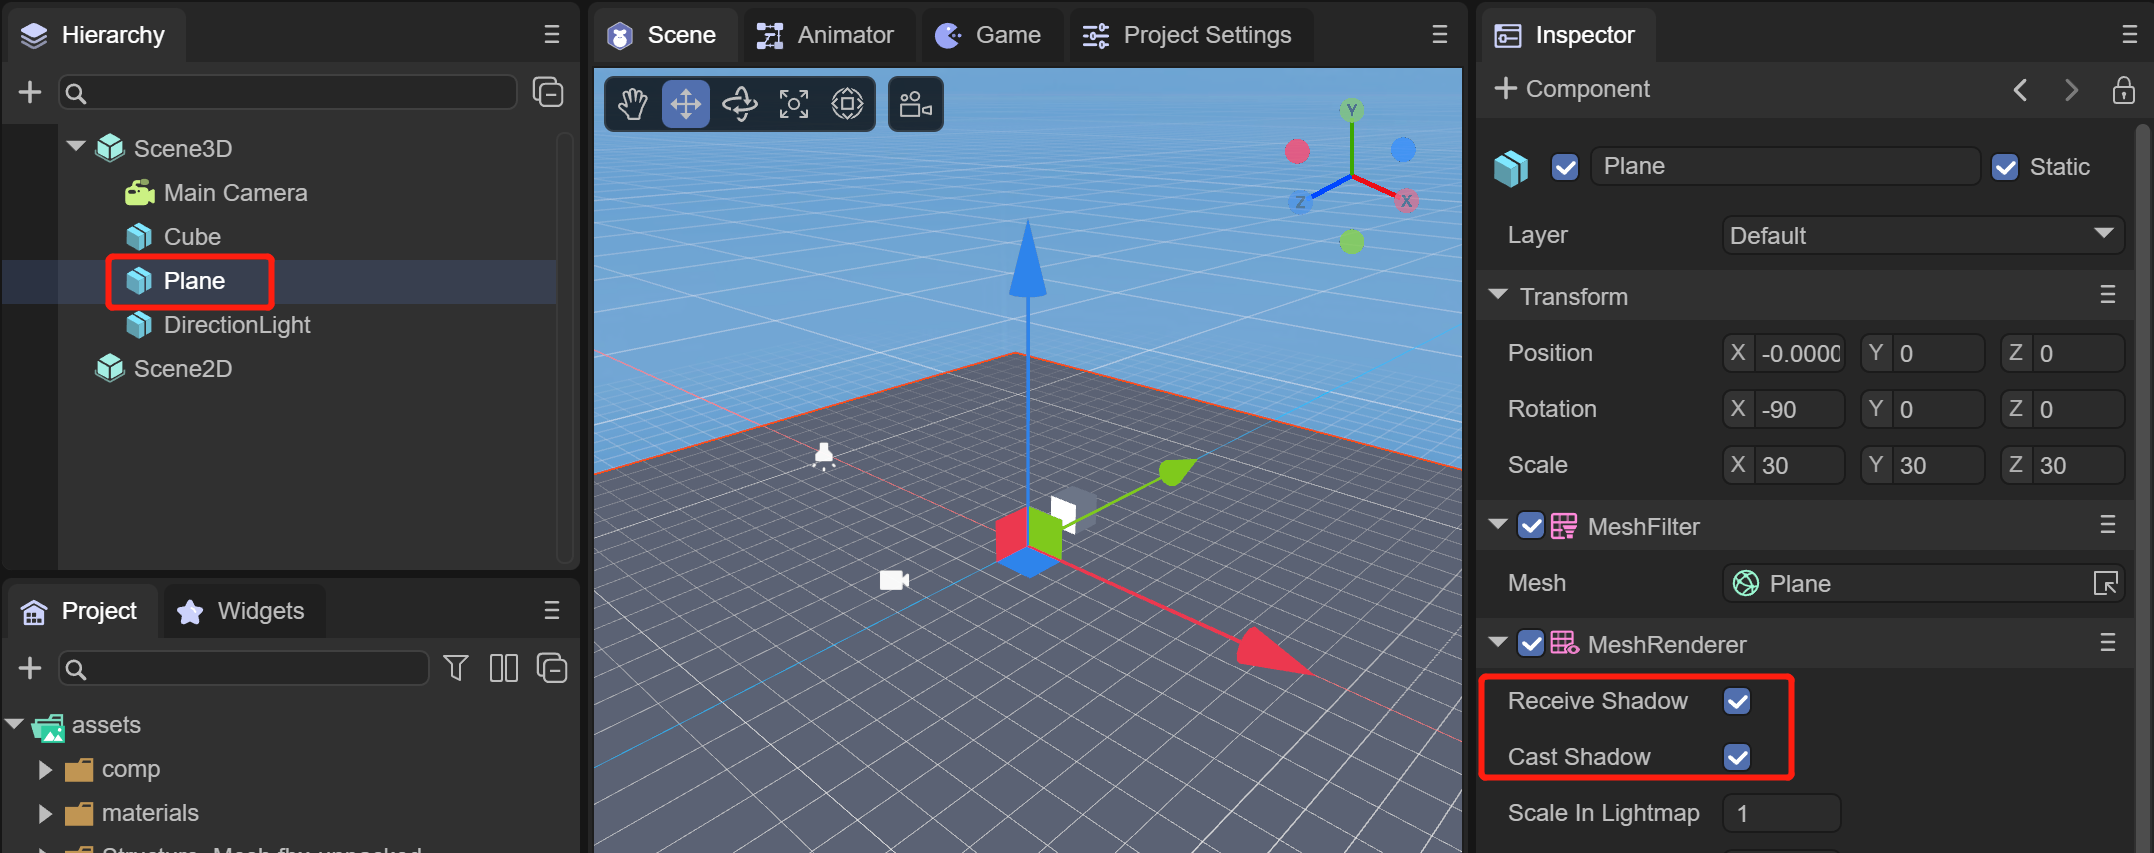 Hierarchy
Scene3D
Main Camera
Cube
Plane
DirectionLight
Scene2D
Project
Widgets
assets
comp
materials
Scene
Animator
Game
Project Settings
Y
Z
X
Inspector
Component
Plane
Static
Layer
Default
Transform
Position
X -0.0000
Y 0
Z 0
Rotation
X -90
Y 0
Z 0
Scale
X 30
Y 30
Z 30
MeshFilter
Mesh
Plane
MeshRenderer
Receive Shadow
Cast Shadow
Scale In Lightmap
1